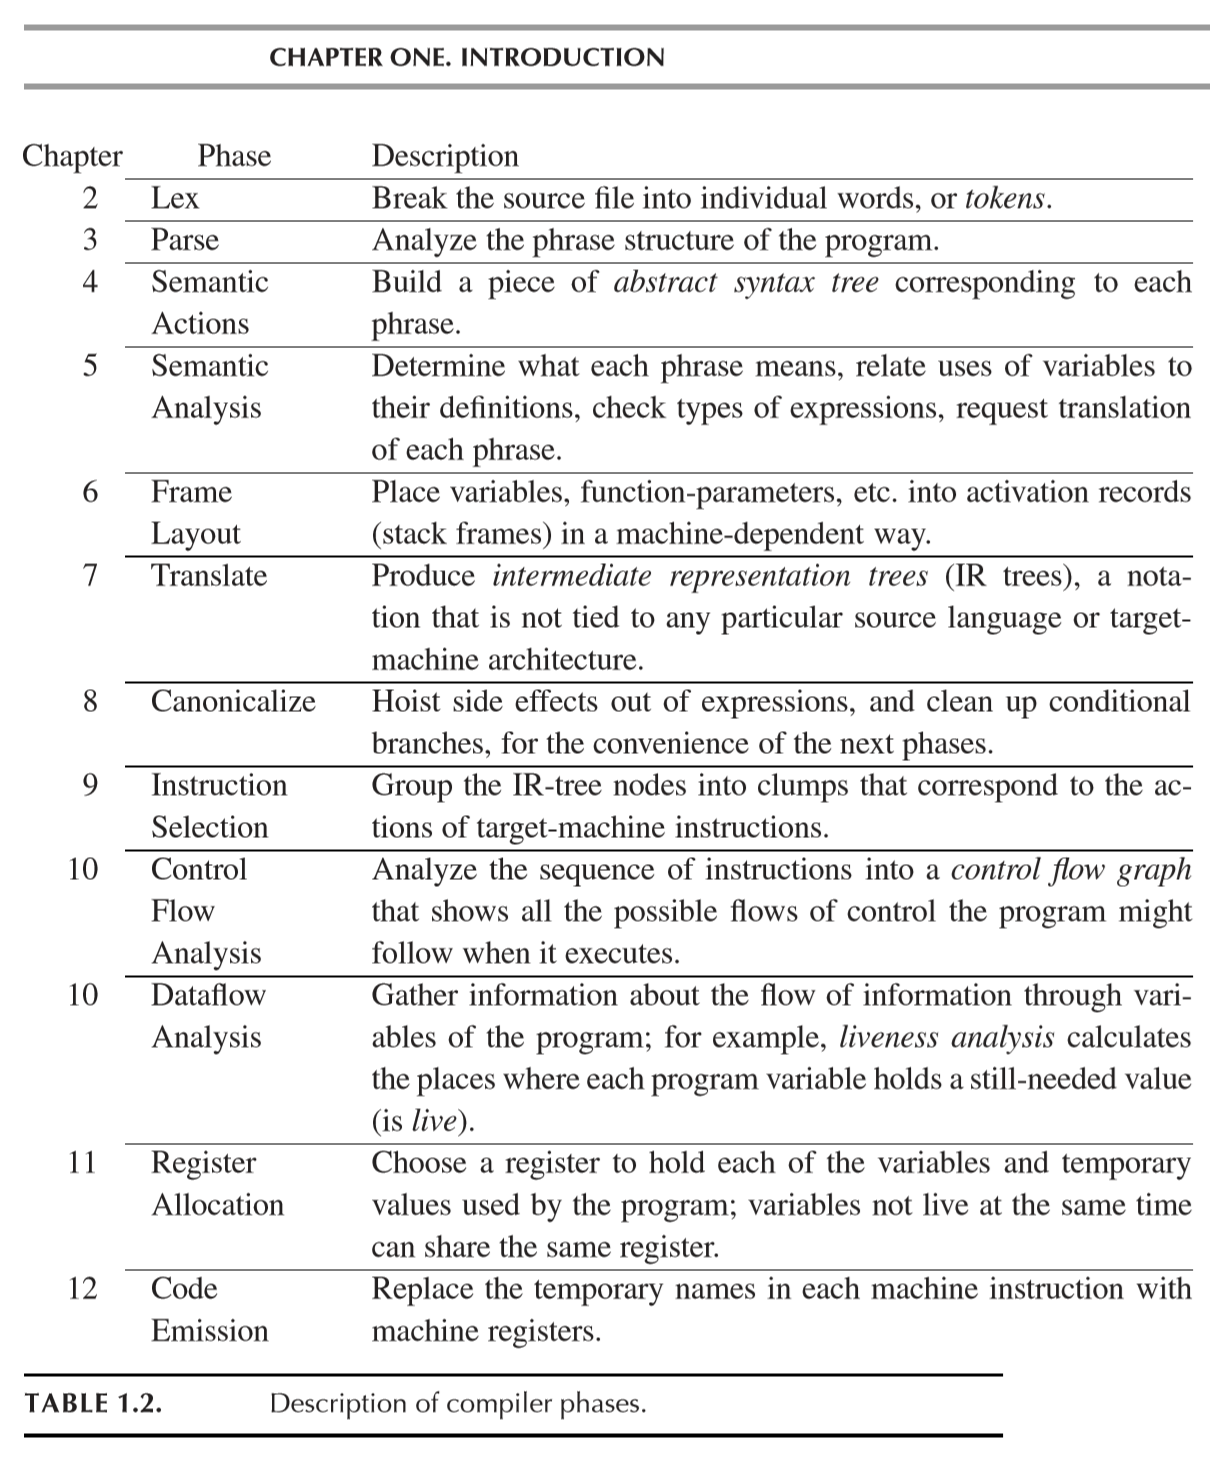 CHAPTER ONE. INTRODUCTION
Chapter Phase Description
2 Lex Break the source file into individual words, or tokens.
3 Parse Analyze the phrase structure of the program.
4 Semantic Build a piece of abstract syntax tree corresponding to each
Actions phrase.
5 Semantic Determine what each phrase means, relate uses of variables to
Analysis their definitions, check types of expressions, request translation
of each phrase.
6 Frame Place variables, function-parameters, etc. into activation records
Layout (stack frames) in a machine-dependent way.
7 Translate Produce intermediate representation trees (IR trees), a nota-
tion that is not tied to any particular source language or target-
machine architecture.
8 Canonicalize Hoist side effects out of expressions, and clean up conditional
branches, for the convenience of the next phases.
9 Instruction Group the IR-tree nodes into clumps that correspond to the ac-
Selection tions of target-machine instructions.
10 Control Analyze the sequence of instructions into a control flow graph
Flow that shows all the possible flows of control the program might
Analysis follow when it executes.
10 Dataflow Gather information about the flow of information through vari-
Analysis ables of the program; for example, liveness analysis calculates
the places where each program variable holds a still-needed value
(is live).
11 Register Choose a register to hold each of the variables and temporary
Allocation values used by the program; variables not live at the same time
can share the same register.
12 Code Replace the temporary names in each machine instruction with
Emission machine registers.
TABLE 1.2. Description of compiler phases.